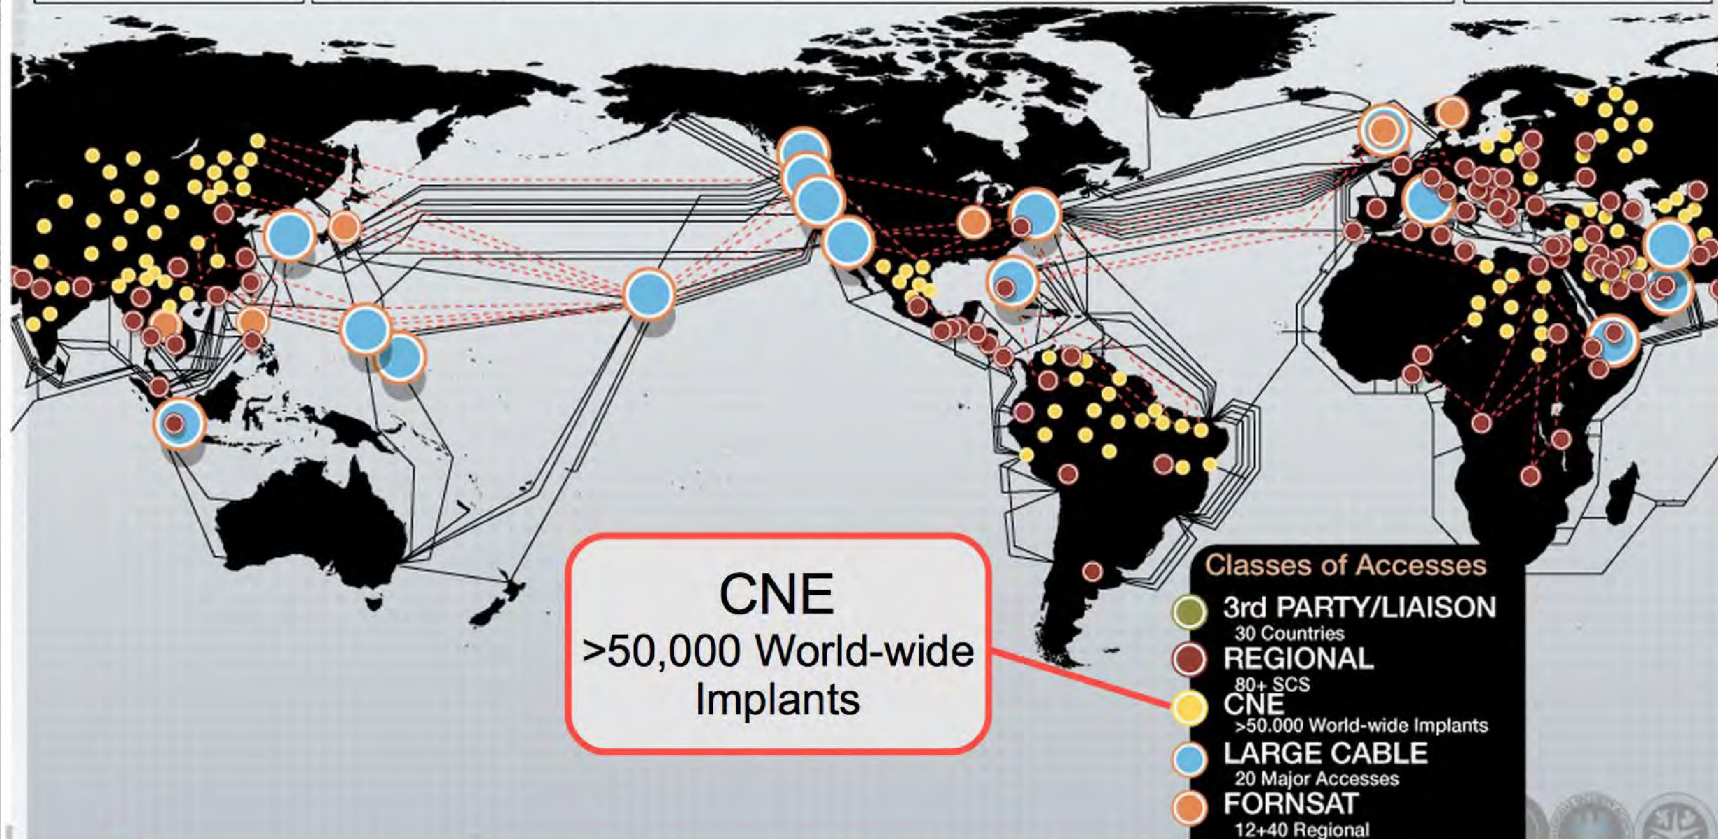 CNE
>50,000 World-wide
Implants
Classes of Accesses
3rd PARTY/LIAISON
30 Countries
REGIONAL
80+ SCS
CNE
>50.000 World-wide Implants
LARGE CABLE
20 Major Accesses
FORNSAT
12+40 Regional